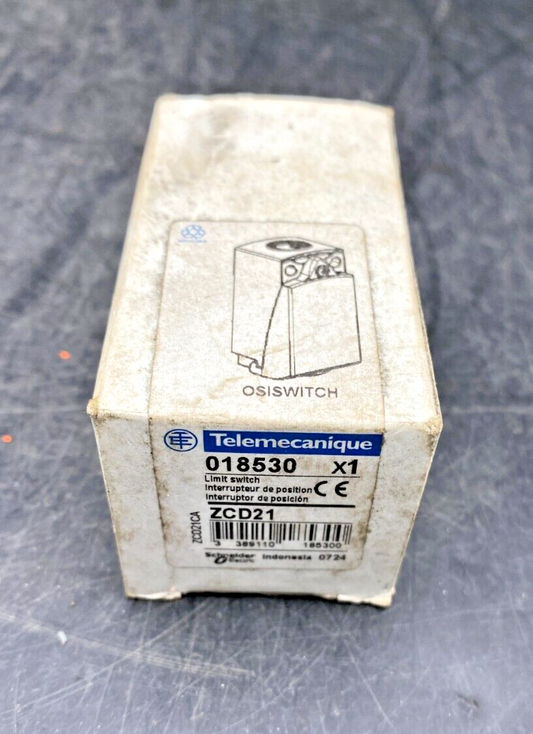 OSISWITCH
Telemecanique
018530 x1
Limit switch
Interrupteur de position CE
Interruptor de posición
ZCD21
ZCD21CA
3 389110 185300
Schneider Electric Indonesia 0724